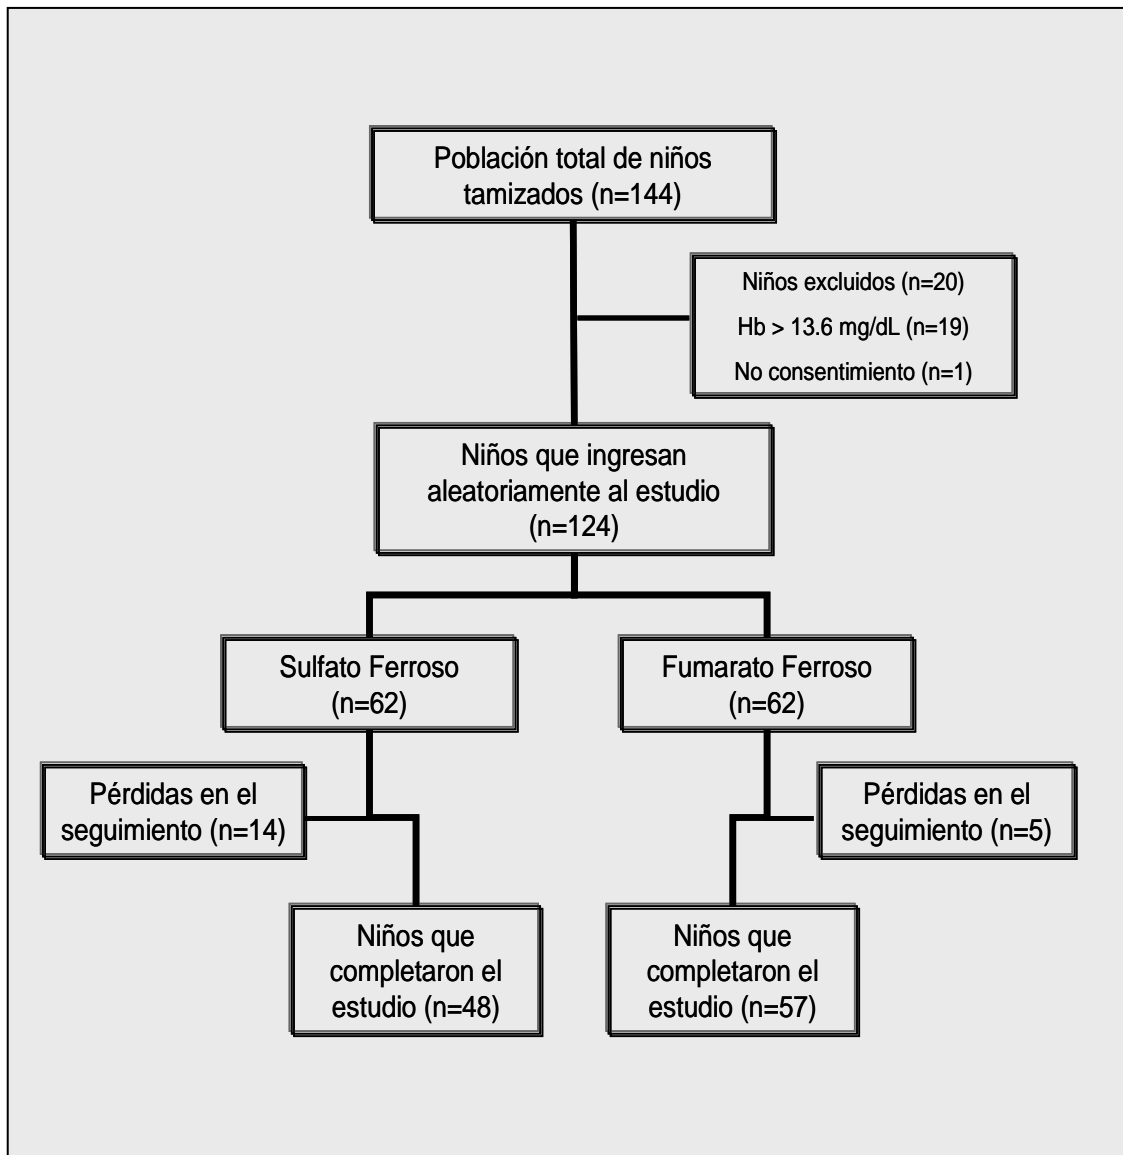 Población total de niños
tamizados (n=144)
Niños excluidos (n=20)
Hb > 13.6 mg/dL (n=19)
No consentimiento (n=1)
Niños que ingresan
aleatoriamente al estudio
(n=124)
Sulfato Ferroso
(n=62)
Fumarato Ferroso
(n=62)
Pérdidas en el
seguimiento (n=14)
Pérdidas en el
seguimiento (n=5)
Niños que
completaron el
estudio (n=48)
Niños que
completaron el
estudio (n=57)